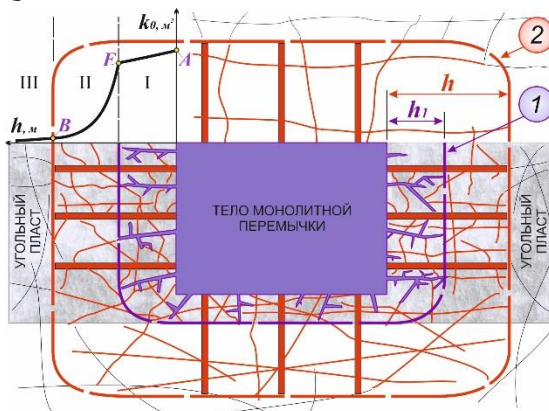 k₀, м²
2
F
A
III
II
I
h
h, м
B
h₁
1
УГОЛЬНЫЙ
ПЛАСТ
ТЕЛО МОНОЛИТНОЙ
ПЕРЕМЫЧКИ
УГОЛЬНЫЙ
ПЛАСТ